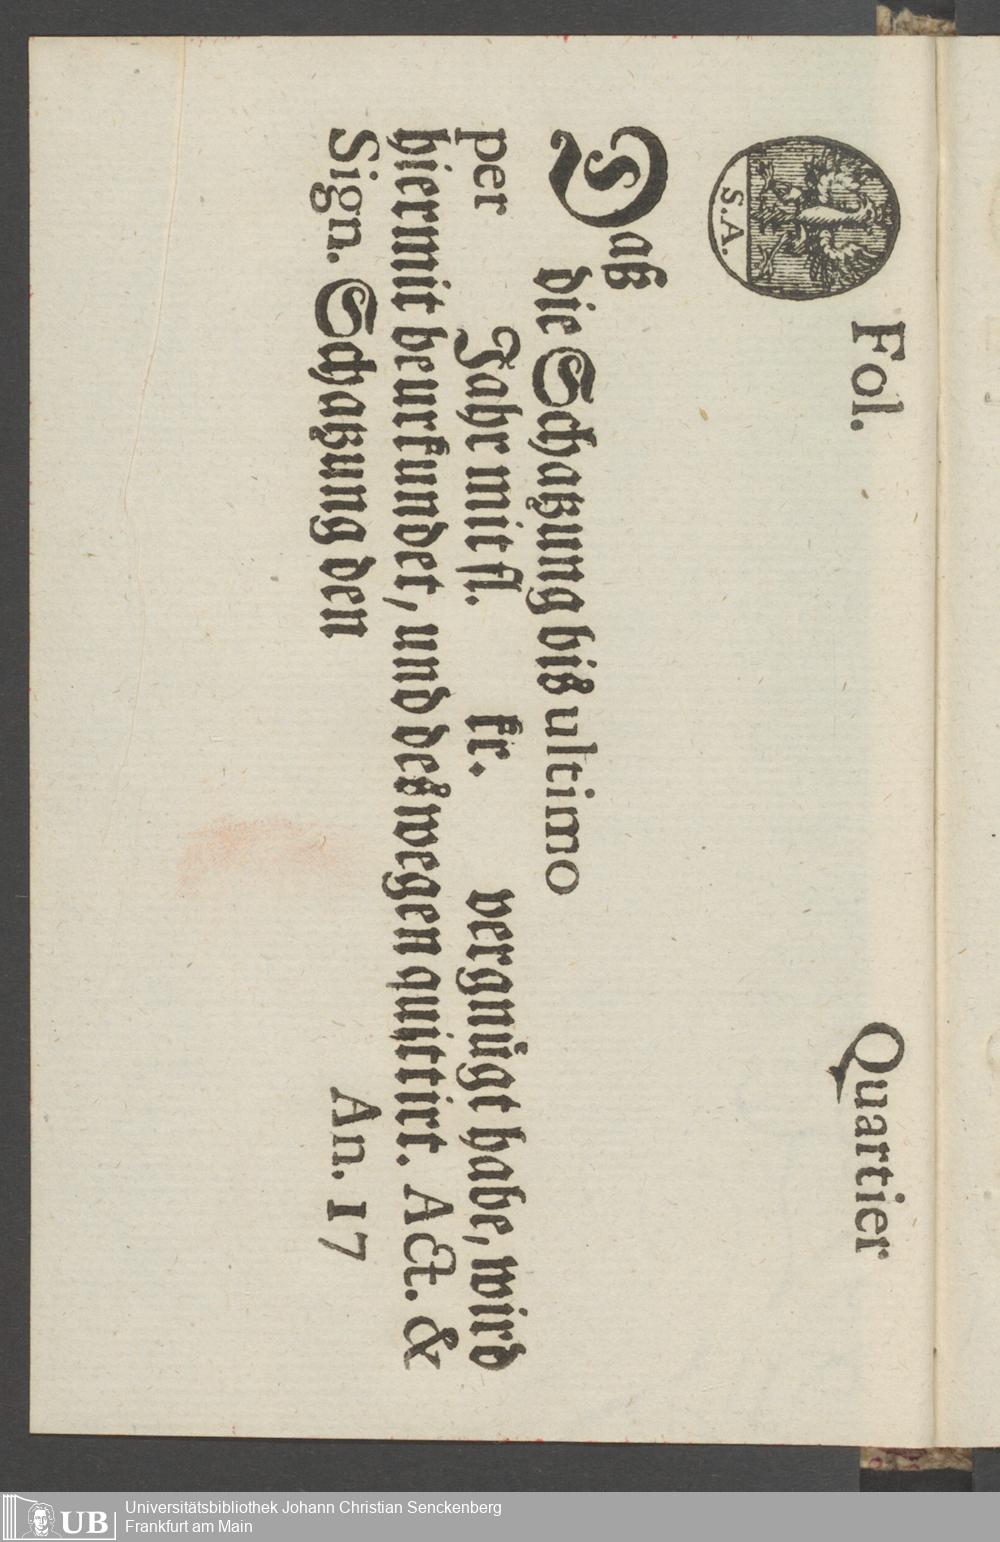 S.A.
Fol. Quartier
Daß
die Schatzung biß ultimo
per Jahr mit fl. kr. vergnügt habe, wird
hiermit beurkundet, und deßwegen quittirt. Act. &
Sign. Schatzung den An. 17
UB Universitätsbibliothek Johann Christian Senckenberg
Frankfurt am Main